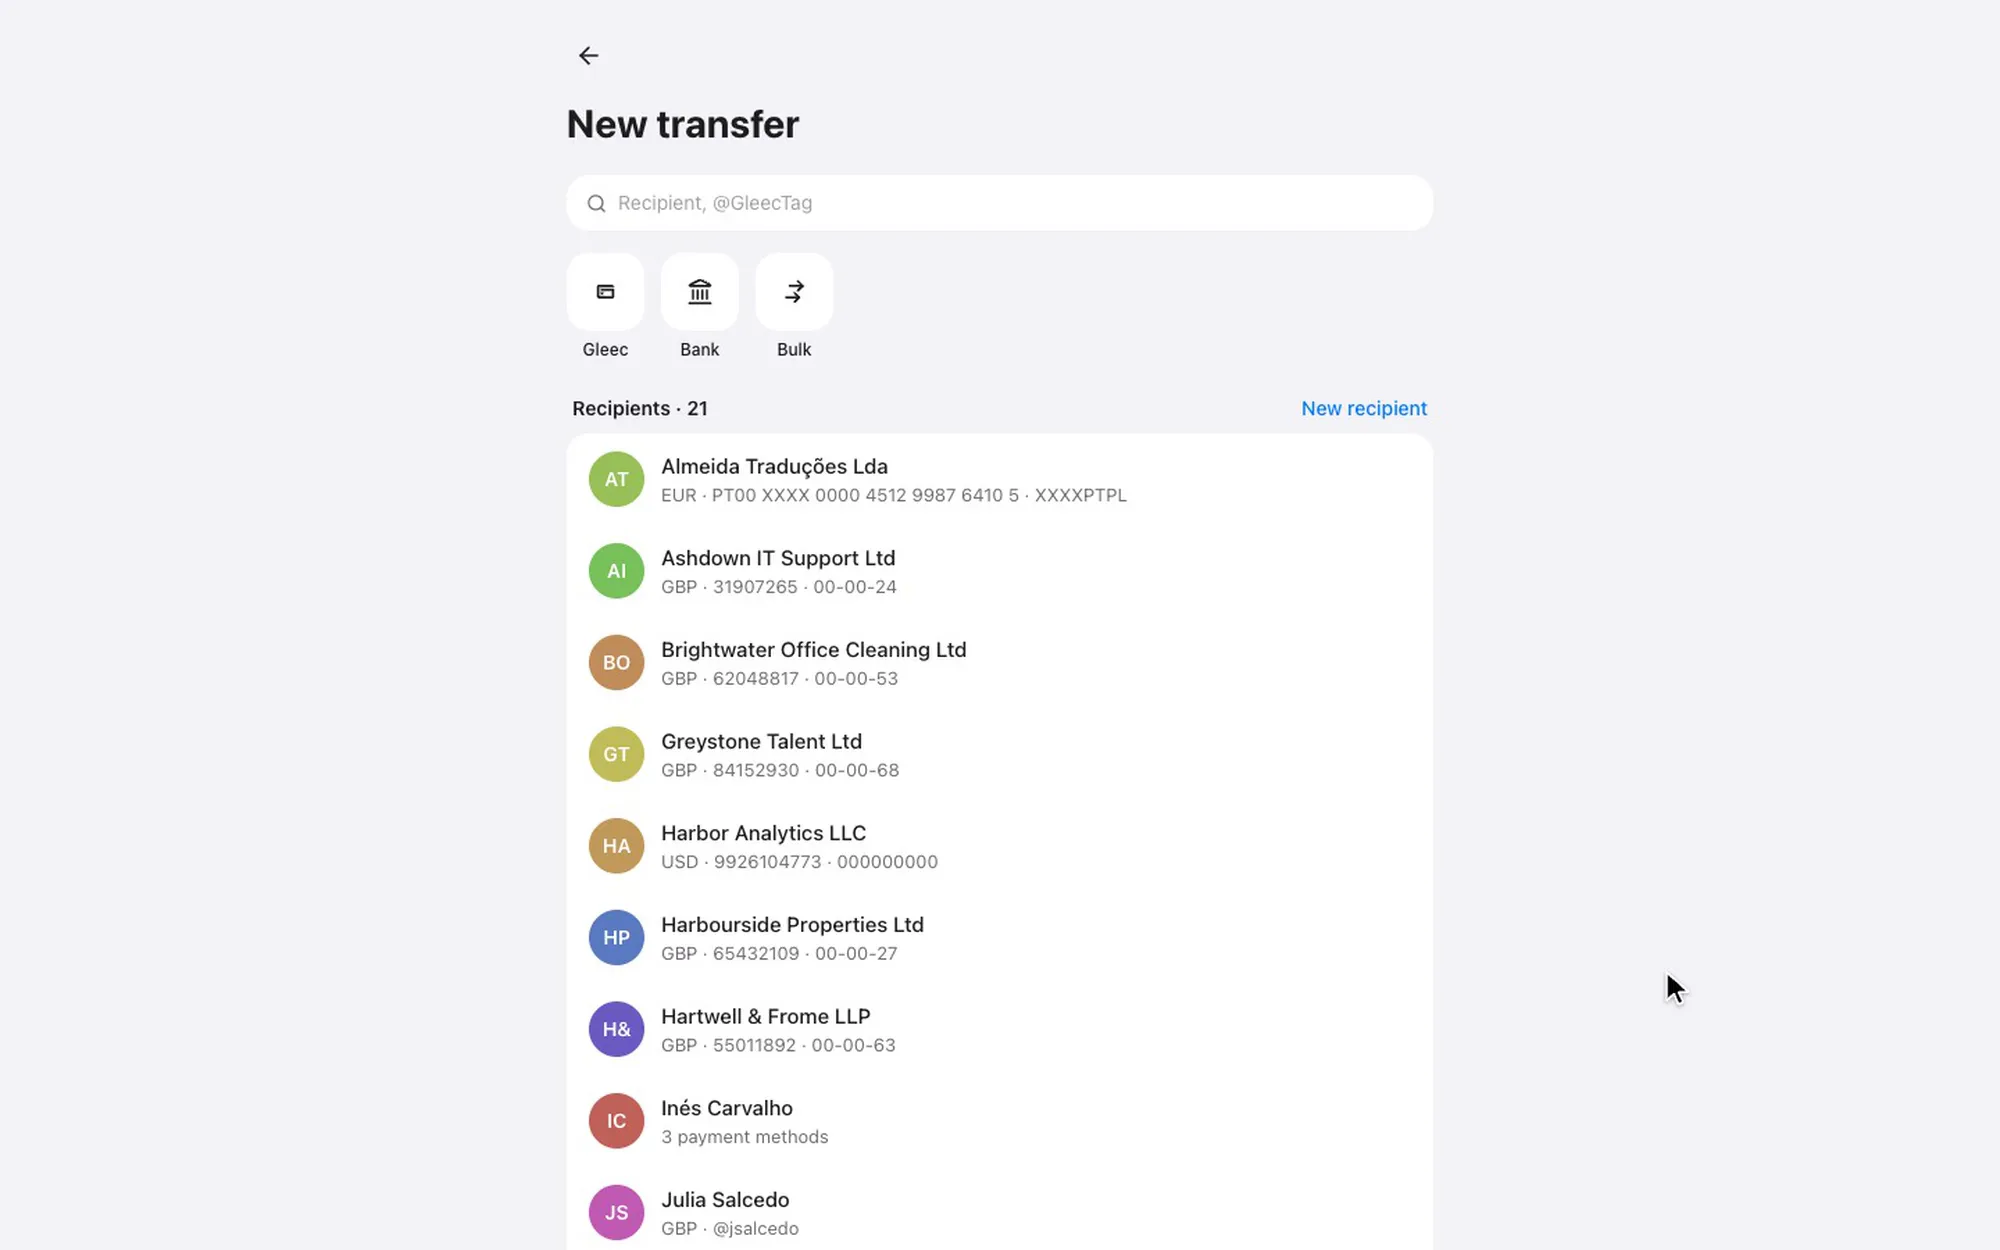 New transfer
Recipient, @GleecTag
Gleec
Bank
Bulk
Recipients · 21
New recipient
AT
Almeida Traduções Lda
EUR · PT00 XXXX 0000 4512 9987 6410 5 · XXXXPTPL
AI
Ashdown IT Support Ltd
GBP · 31907265 · 00-00-24
BO
Brightwater Office Cleaning Ltd
GBP · 62048817 · 00-00-53
GT
Greystone Talent Ltd
GBP · 84152930 · 00-00-68
HA
Harbor Analytics LLC
USD · 9926104773 · 000000000
HP
Harbourside Properties Ltd
GBP · 65432109 · 00-00-27
H&
Hartwell & Frome LLP
GBP · 55011892 · 00-00-63
IC
Inés Carvalho
3 payment methods
JS
Julia Salcedo
GBP · @jsalcedo